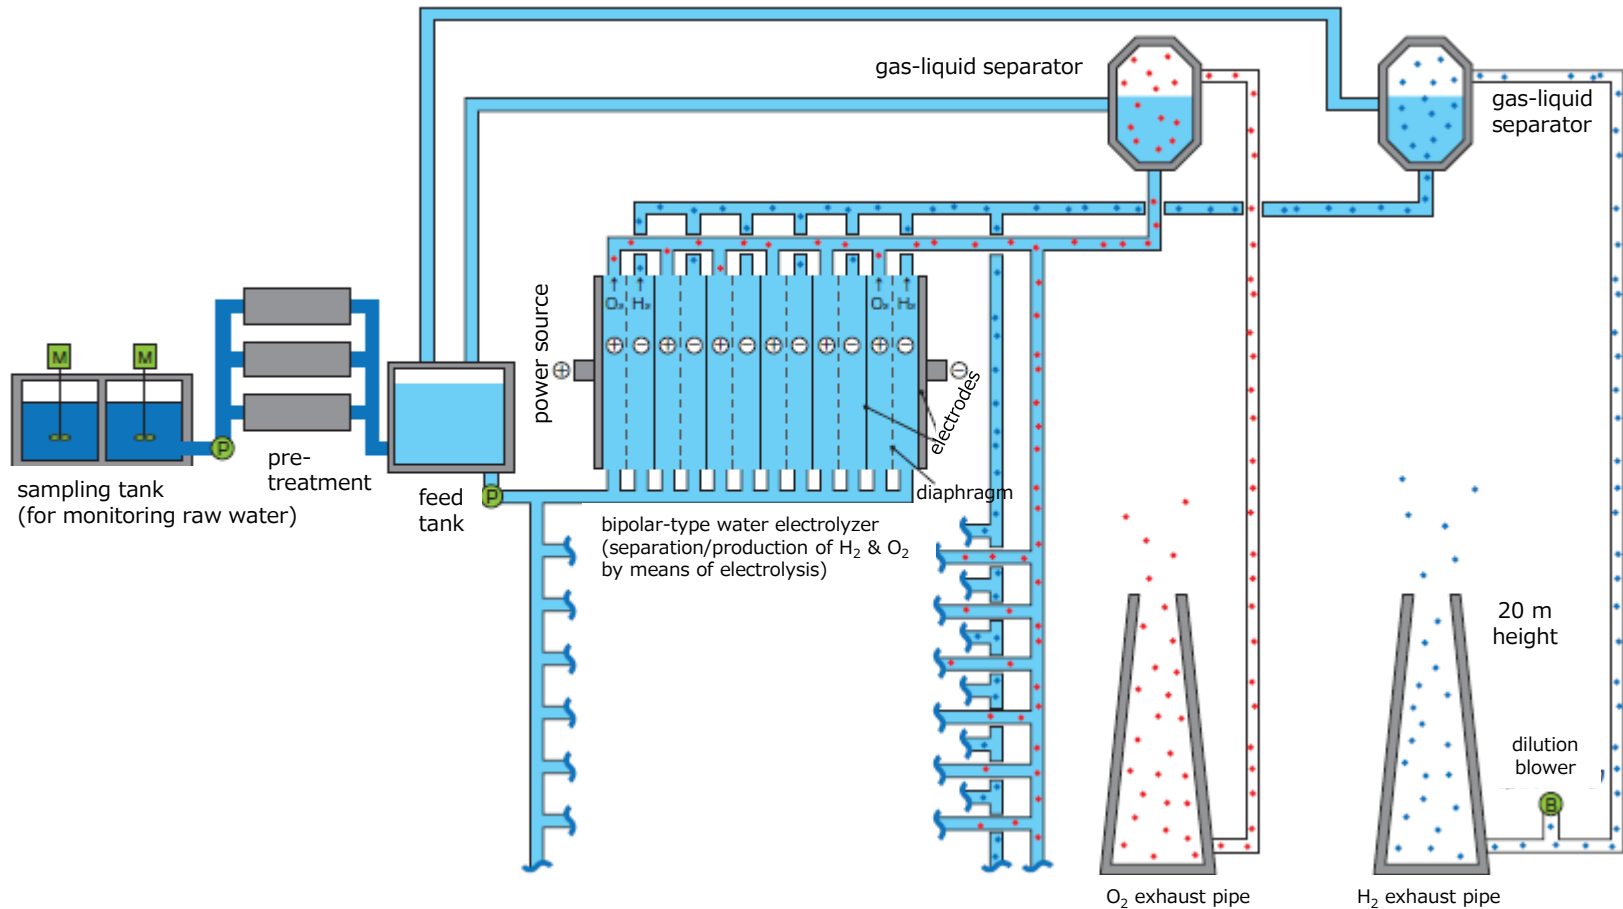 gas-liquid separator
gas-liquid
separator
power source
O₂ H₂
O₂ H₂
⊕ ⊖ ⊕ ⊖ ⊕ ⊖ ⊕ ⊖ ⊕ ⊖ ⊕ ⊖
⊕
⊖
electrodes
diaphragm
M
M
P
P
sampling tank
(for monitoring raw water)
pre-
treatment
feed
tank
bipolar-type water electrolyzer
(separation/production of H₂ & O₂
by means of electrolysis)
20 m
height
dilution
blower
B
O₂ exhaust pipe
H₂ exhaust pipe